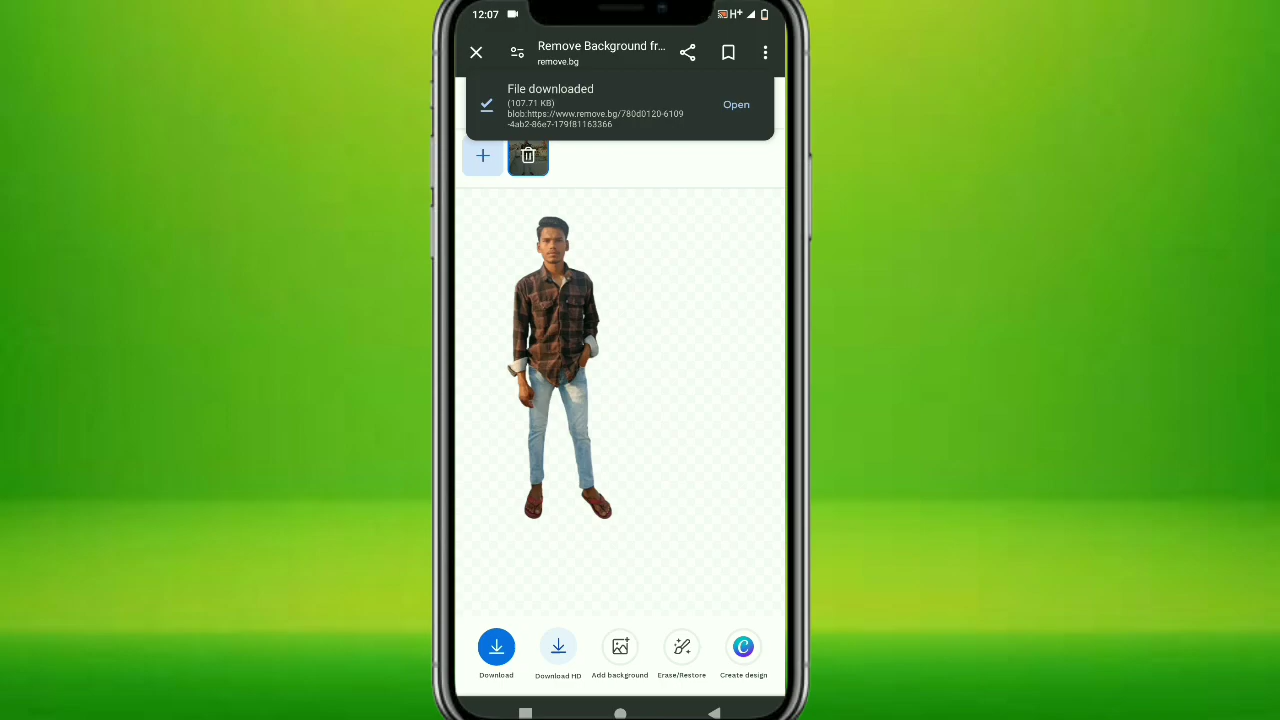 12:07
H+
Remove Background fr...
remove.bg
File downloaded
(107.71 KB)
blob:https://www.remove.bg/780d0120-6109
-4ab2-86e7-179f81163366
Open
Download
Download HD
Add background
Erase/Restore
Create design